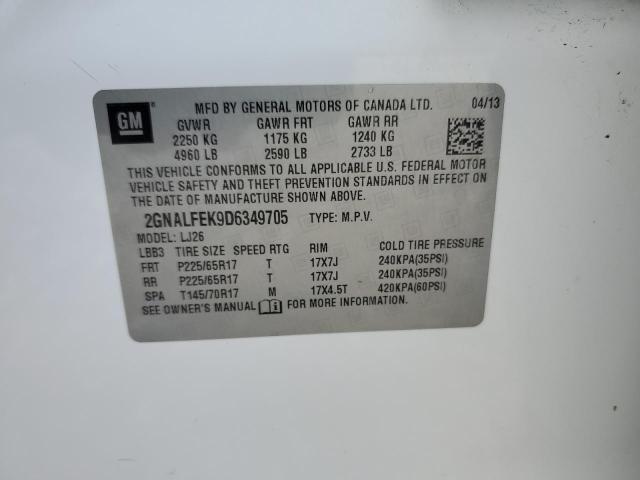 GM
MFD BY GENERAL MOTORS OF CANADA LTD. 04/13
GVWR GAWR FRT GAWR RR
2250 KG 1175 KG 1240 KG
4960 LB 2590 LB 2733 LB
THIS VEHICLE CONFORMS TO ALL APPLICABLE U.S. FEDERAL MOTOR
VEHICLE SAFETY AND THEFT PREVENTION STANDARDS IN EFFECT ON
THE DATE OF MANUFACTURE SHOWN ABOVE.
2GNALFEK9D6349705 TYPE: M.P.V.
MODEL: LJ26
LBB3 TIRE SIZE SPEED RTG RIM COLD TIRE PRESSURE
FRT P225/65R17 T 17X7J 240KPA(35PSI)
RR P225/65R17 T 17X7J 240KPA(35PSI)
SPA T145/70R17 M 17X4.5T 420KPA(60PSI)
SEE OWNER'S MANUAL FOR MORE INFORMATION.